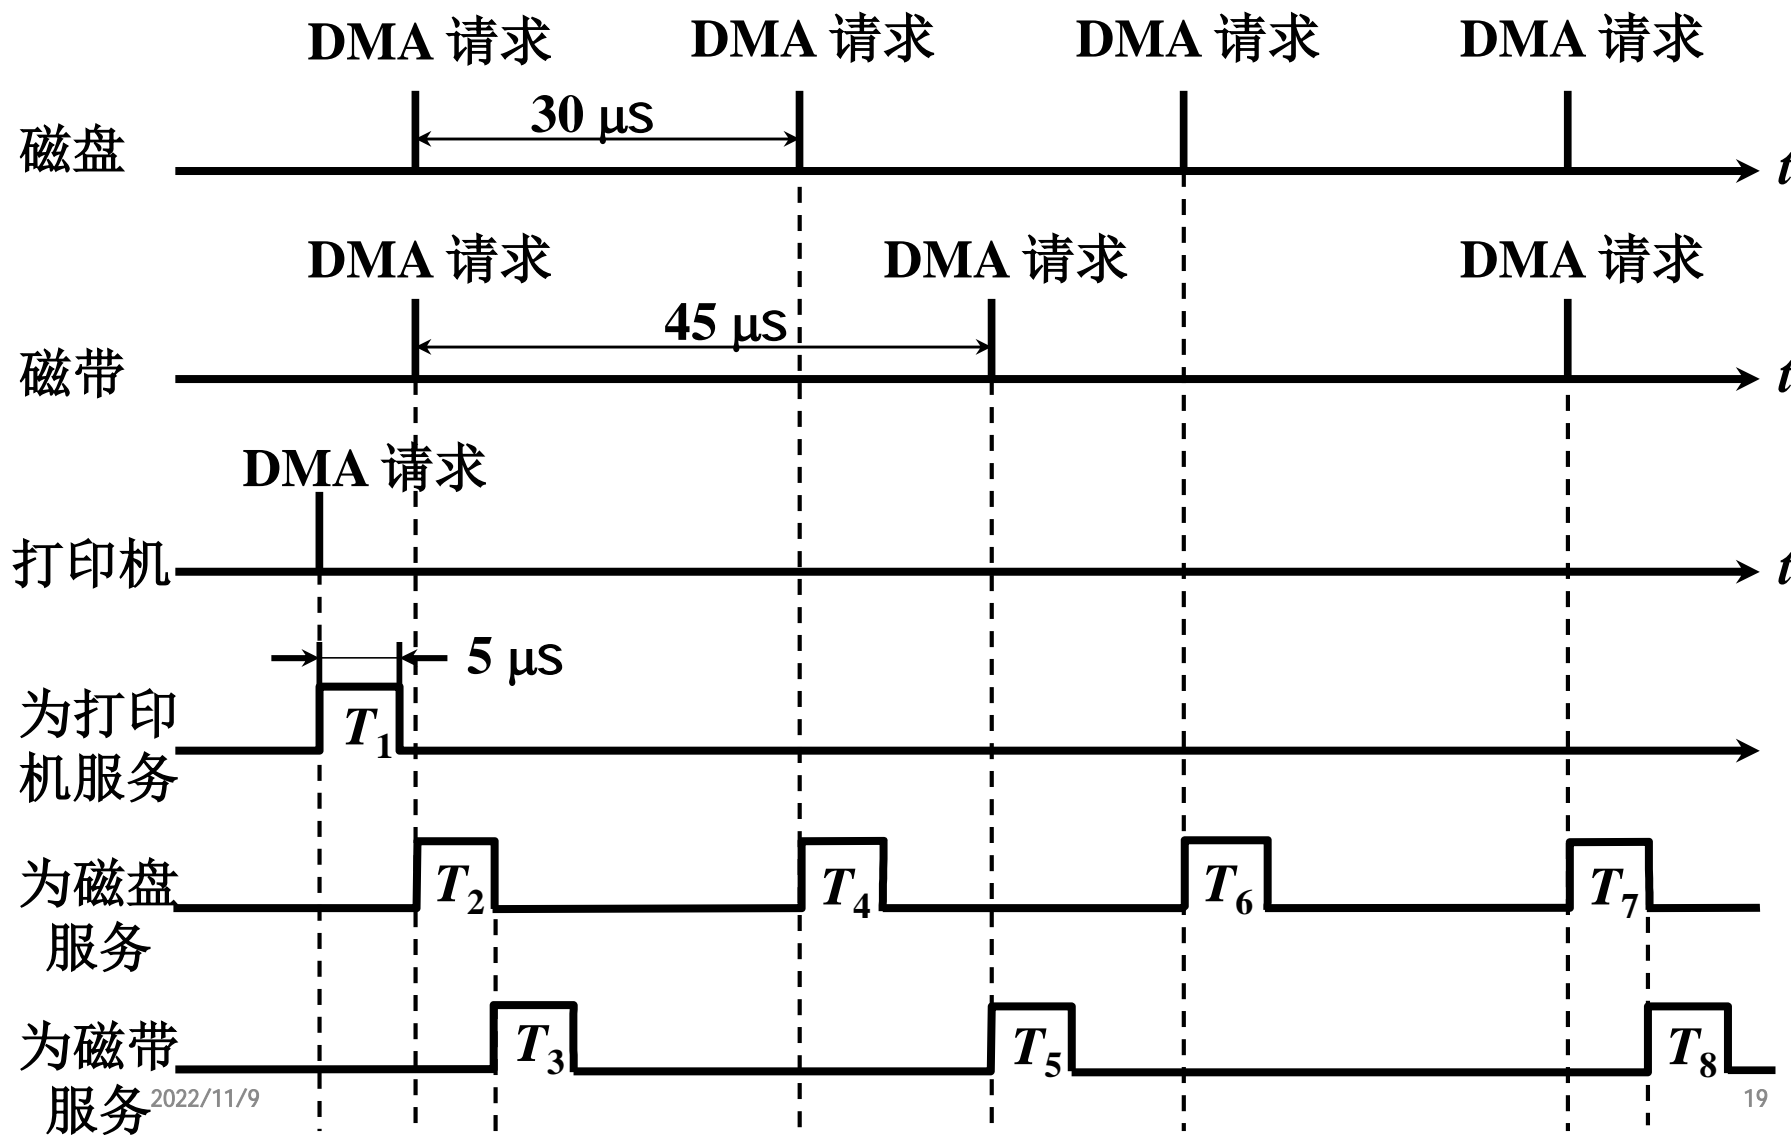 DMA 请求 DMA 请求 DMA 请求 DMA 请求
30 μs
磁盘
t
DMA 请求 DMA 请求 DMA 请求
45 μs
磁带
t
DMA 请求
打印机
t
5 μs
为打印
机服务
T1
为磁盘
服务
T2 T4 T6 T7
为磁带
服务
T3 T5 T8
2022/11/9
19